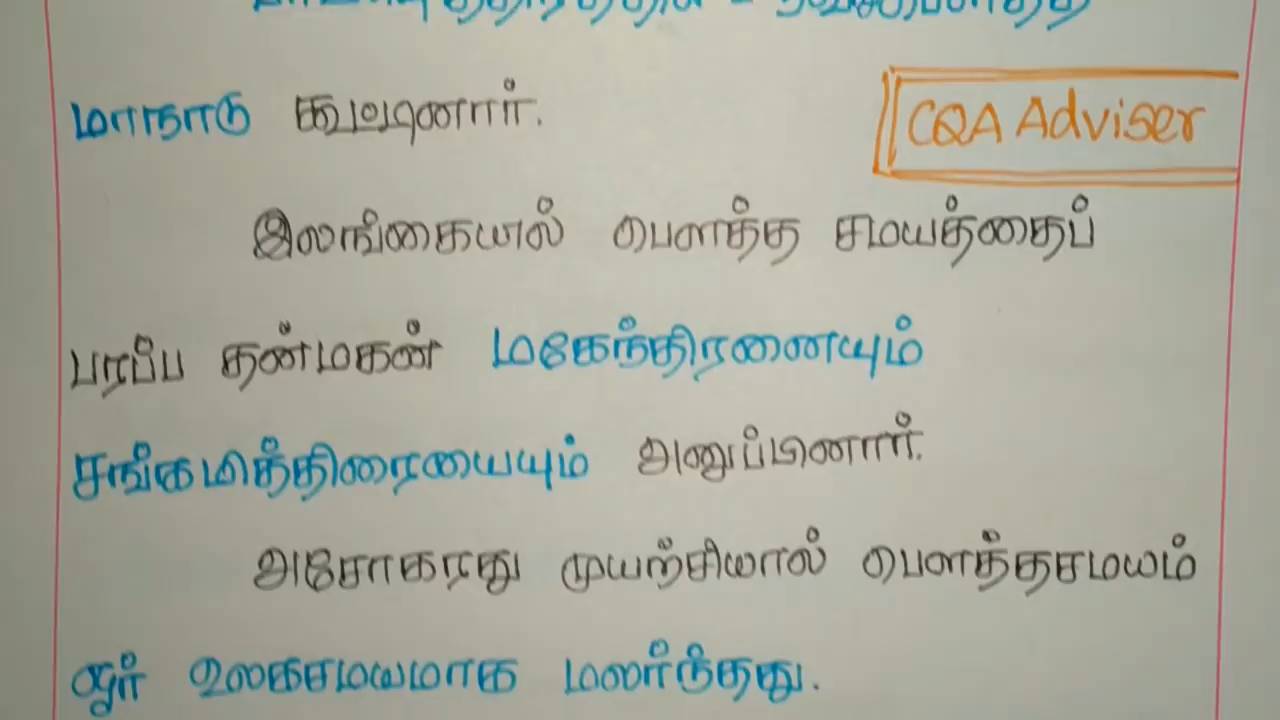 மாநாடு கூட்டினார்.
CQA Adviser
இலங்கையில் பௌத்த சமயத்தைப்
பரப்ப தன்மகன் மகேந்திரனையும்
சங்கமித்திரையையும் அனுப்பினார்.
அசோகரது முயற்சியால் பௌத்தசமயம்
ஓர் உலகசமயமாக மலர்ந்தது.